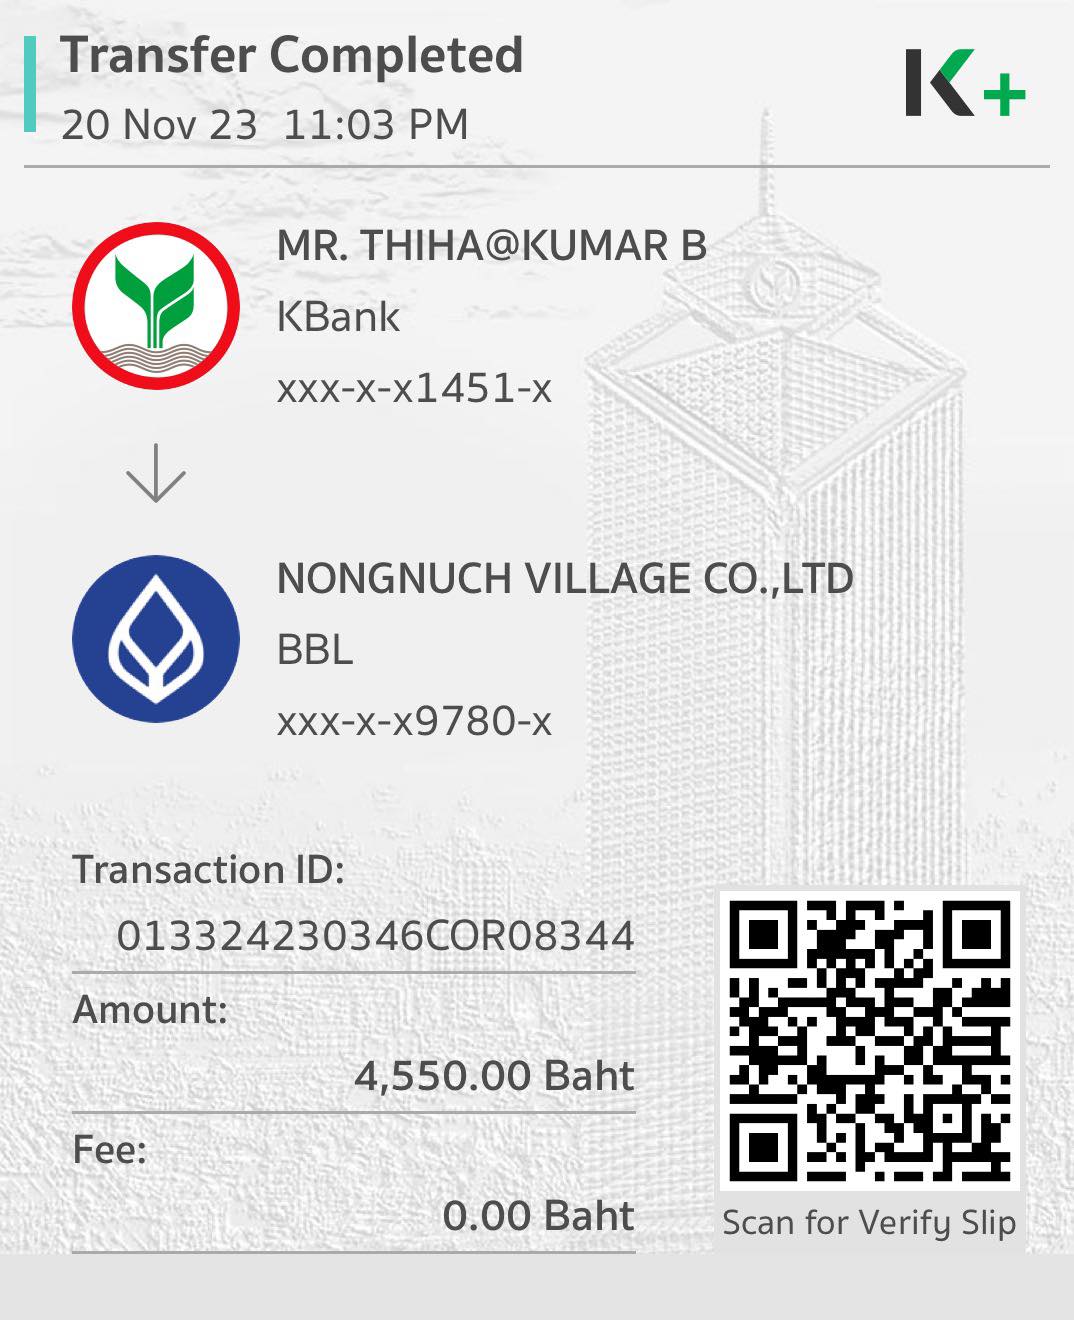 Transfer Completed
20 Nov 23 11:03 PM
K+
MR. THIHA@KUMAR B
KBank
xxx-x-x1451-x
NONGNUCH VILLAGE CO.,LTD
BBL
xxx-x-x9780-x
Transaction ID:
013324230346COR08344
Amount:
4,550.00 Baht
Fee:
0.00 Baht
Scan for Verify Slip